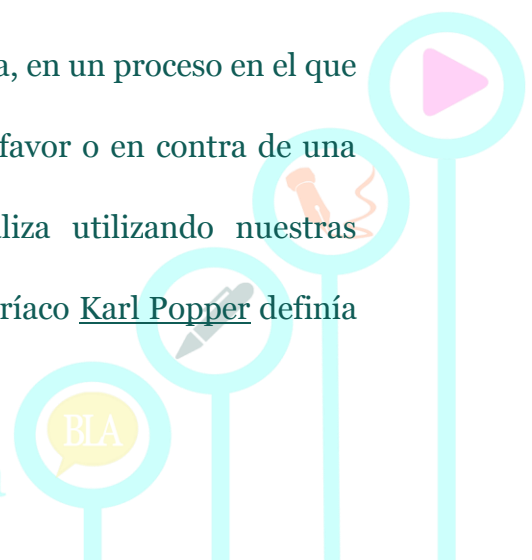 a, en un proceso en el que
favor o en contra de una
liza utilizando nuestras
ríaco Karl Popper definía
BLA